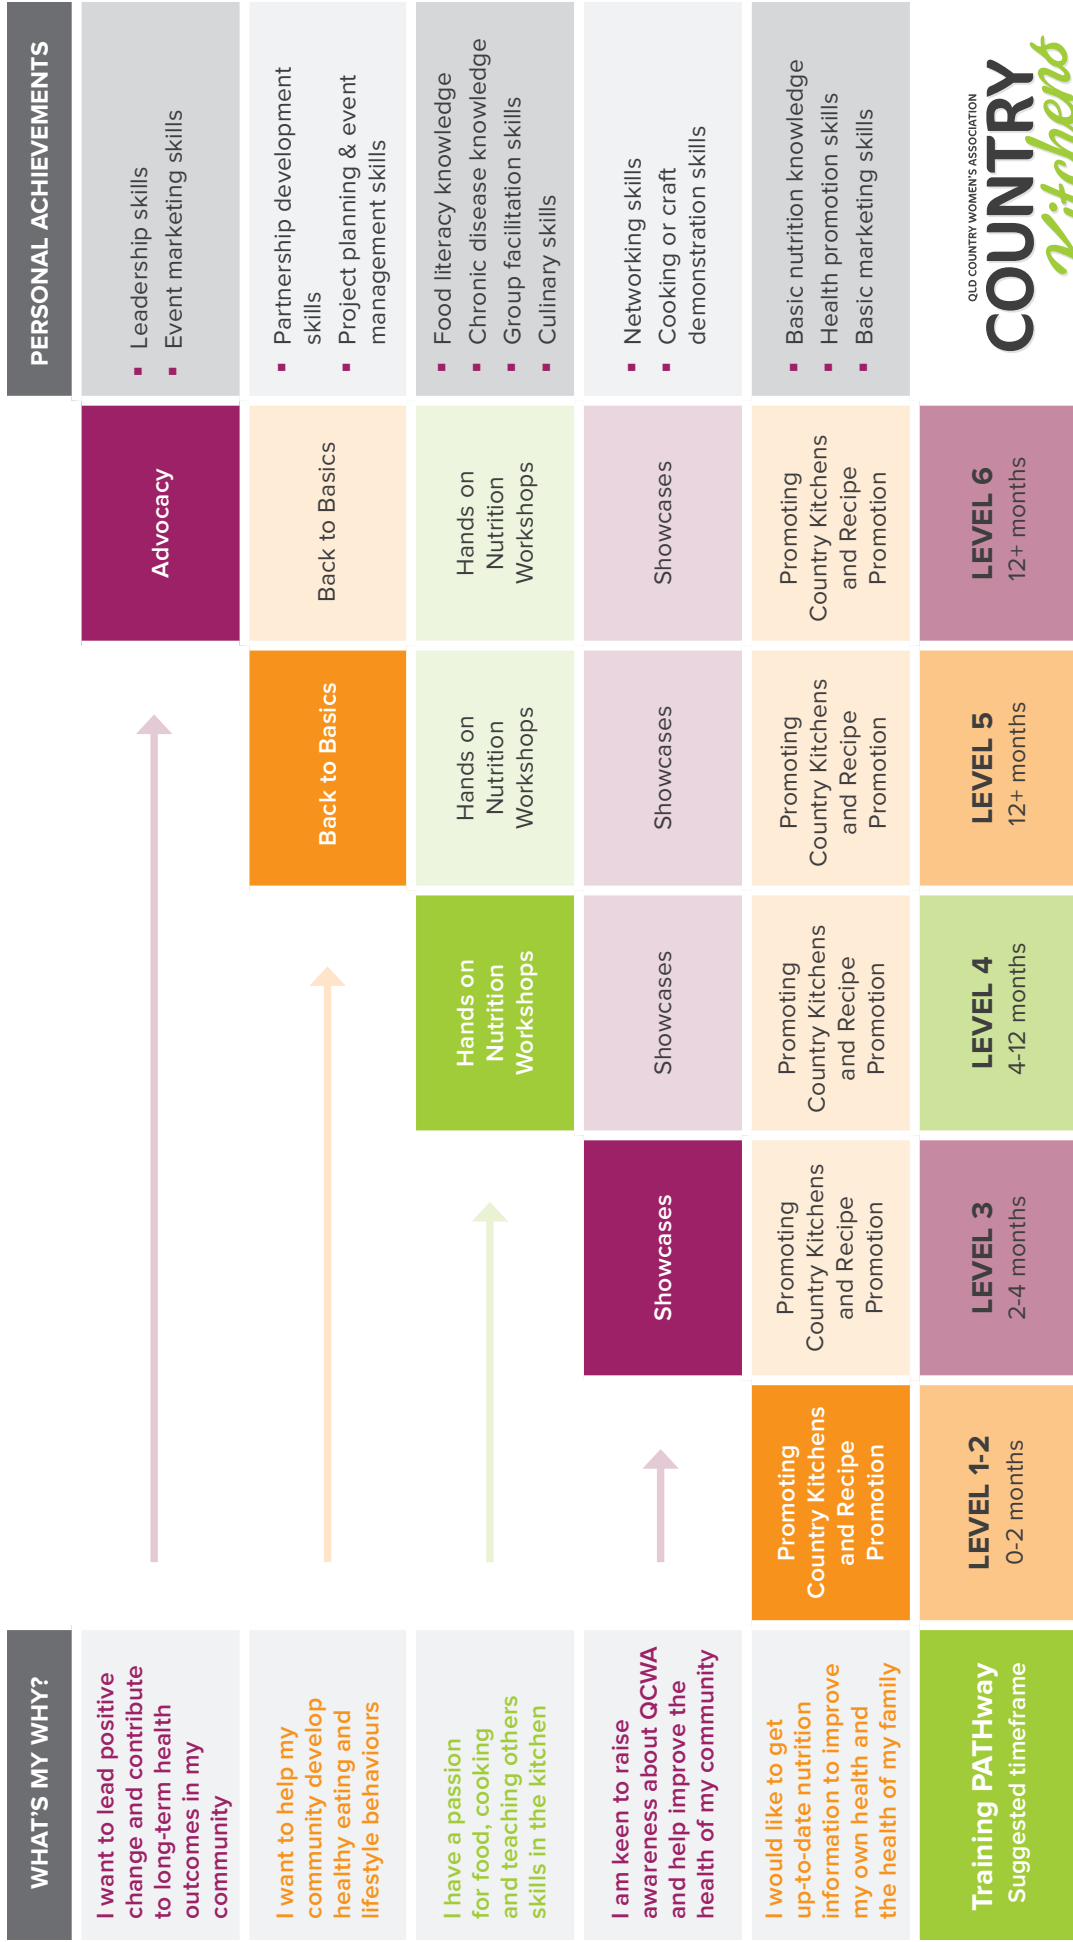 WHAT'S MY WHY?
PERSONAL ACHIEVEMENTS
I want to lead positive
change and contribute
to long-term health
outcomes in my
community
Advocacy
Leadership skills
Event marketing skills
I want to help my
community develop
healthy eating and
lifestyle behaviours
Back to Basics
Back to Basics
Partnership development
skills
Project planning & event
management skills
I have a passion
for food, cooking
and teaching others
skills in the kitchen
Hands on
Nutrition
Workshops
Hands on
Nutrition
Workshops
Hands on
Nutrition
Workshops
Food literacy knowledge
Chronic disease knowledge
Group facilitation skills
Culinary skills
I am keen to raise
awareness about QCWA
and help improve the
health of my community
Showcases
Showcases
Showcases
Showcases
Networking skills
Cooking or craft
demonstration skills
I would like to get
up-to-date nutrition
information to improve
my own health and
the health of my family
Promoting
Country Kitchens
and Recipe
Promotion
Promoting
Country Kitchens
and Recipe
Promotion
Promoting
Country Kitchens
and Recipe
Promotion
Promoting
Country Kitchens
and Recipe
Promotion
Promoting
Country Kitchens
and Recipe
Promotion
Basic nutrition knowledge
Health promotion skills
Basic marketing skills
Training PATHway
Suggested timeframe
LEVEL 1-2
0-2 months
LEVEL 3
2-4 months
LEVEL 4
4-12 months
LEVEL 5
12+ months
LEVEL 6
12+ months
QLD COUNTRY WOMEN'S ASSOCIATION
COUNTRY
Kitchens